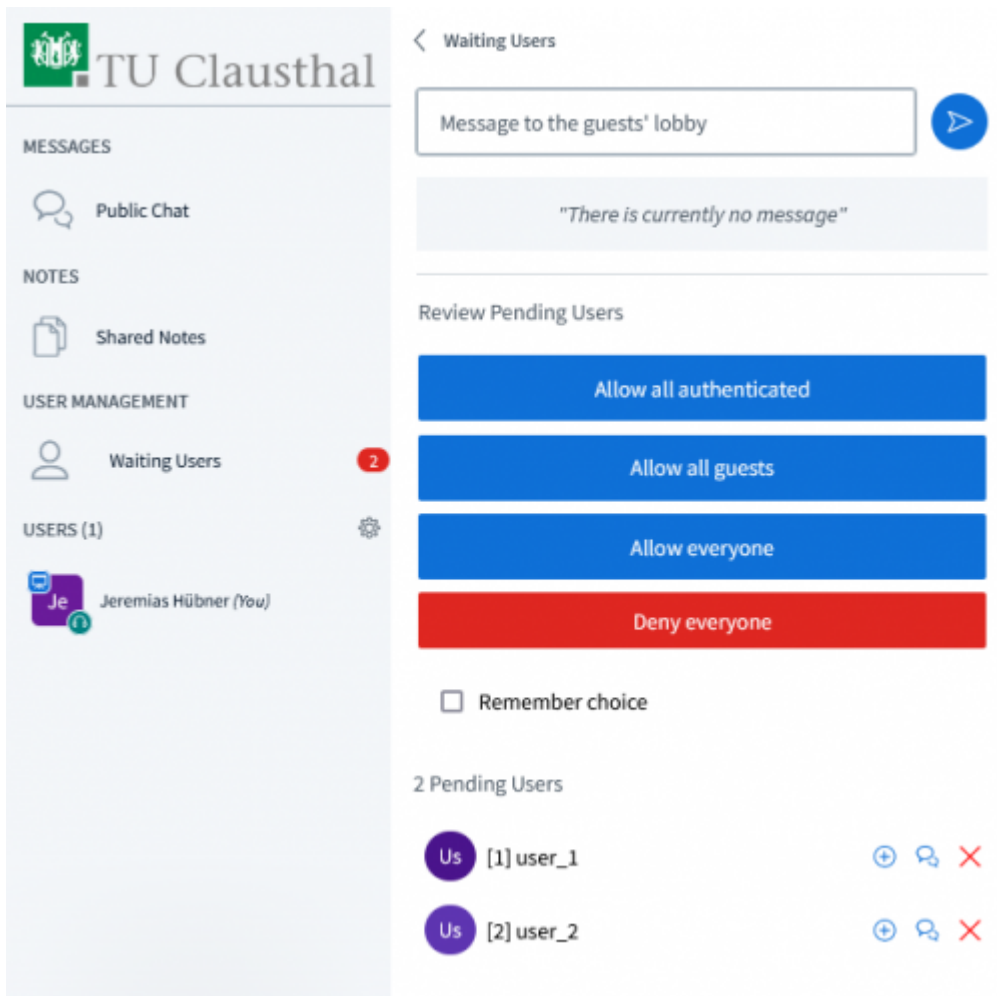 TU Clausthal
MESSAGES
Public Chat
NOTES
Shared Notes
USER MANAGEMENT
Waiting Users
2
USERS (1)
Je
Jeremias Hübner (You)
Waiting Users
Message to the guests' lobby
"There is currently no message"
Review Pending Users
Allow all authenticated
Allow all guests
Allow everyone
Deny everyone
Remember choice
2 Pending Users
Us [1] user_1
Us [2] user_2